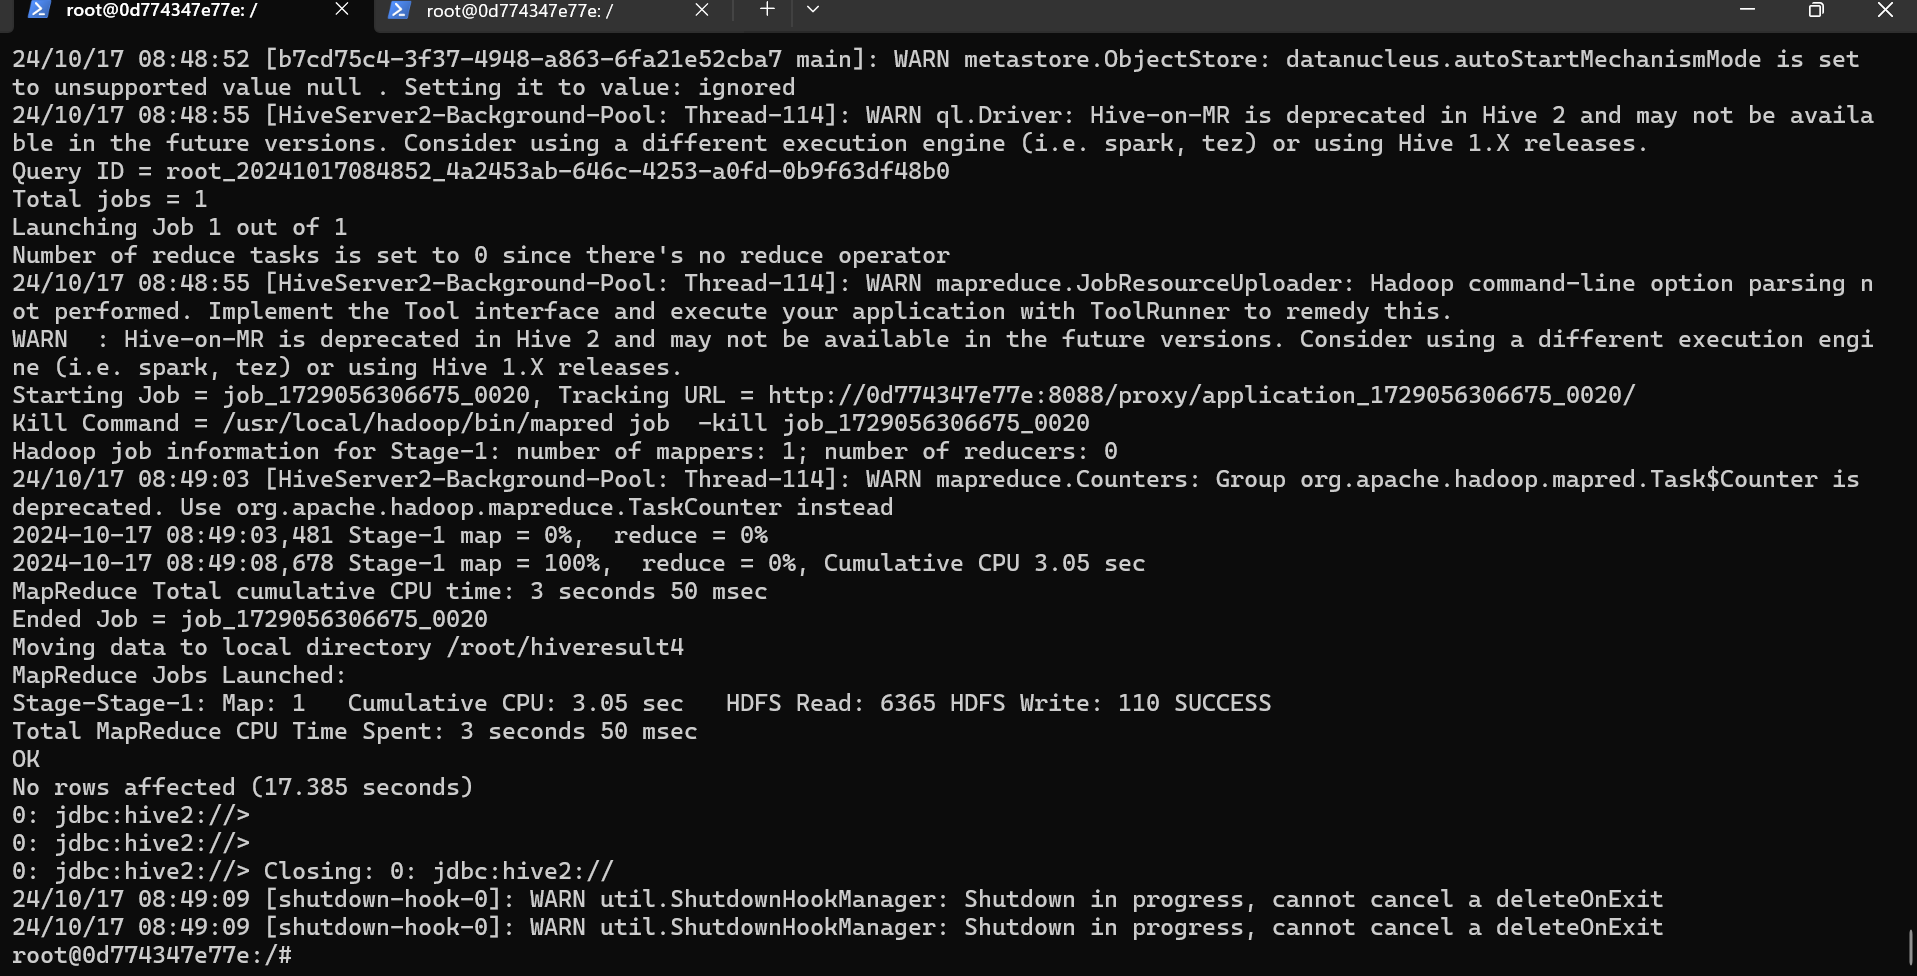 root@0d774347e77e: /
root@0d774347e77e: /
24/10/17 08:48:52 [b7cd75c4-3f37-4948-a863-6fa21e52cba7 main]: WARN metastore.ObjectStore: datanucleus.autoStartMechanismMode is set
to unsupported value null . Setting it to value: ignored
24/10/17 08:48:55 [HiveServer2-Background-Pool: Thread-114]: WARN ql.Driver: Hive-on-MR is deprecated in Hive 2 and may not be availa
ble in the future versions. Consider using a different execution engine (i.e. spark, tez) or using Hive 1.X releases.
Query ID = root_20241017084852_4a2453ab-646c-4253-a0fd-0b9f63df48b0
Total jobs = 1
Launching Job 1 out of 1
Number of reduce tasks is set to 0 since there's no reduce operator
24/10/17 08:48:55 [HiveServer2-Background-Pool: Thread-114]: WARN mapreduce.JobResourceUploader: Hadoop command-line option parsing n
ot performed. Implement the Tool interface and execute your application with ToolRunner to remedy this.
WARN  : Hive-on-MR is deprecated in Hive 2 and may not be available in the future versions. Consider using a different execution engi
ne (i.e. spark, tez) or using Hive 1.X releases.
Starting Job = job_1729056306675_0020, Tracking URL = http://0d774347e77e:8088/proxy/application_1729056306675_0020/
Kill Command = /usr/local/hadoop/bin/mapred job  -kill job_1729056306675_0020
Hadoop job information for Stage-1: number of mappers: 1; number of reducers: 0
24/10/17 08:49:03 [HiveServer2-Background-Pool: Thread-114]: WARN mapreduce.Counters: Group org.apache.hadoop.mapred.Task$Counter is
deprecated. Use org.apache.hadoop.mapreduce.TaskCounter instead
2024-10-17 08:49:03,481 Stage-1 map = 0%,  reduce = 0%
2024-10-17 08:49:08,678 Stage-1 map = 100%,  reduce = 0%, Cumulative CPU 3.05 sec
MapReduce Total cumulative CPU time: 3 seconds 50 msec
Ended Job = job_1729056306675_0020
Moving data to local directory /root/hiveresult4
MapReduce Jobs Launched:
Stage-Stage-1: Map: 1   Cumulative CPU: 3.05 sec   HDFS Read: 6365 HDFS Write: 110 SUCCESS
Total MapReduce CPU Time Spent: 3 seconds 50 msec
OK
No rows affected (17.385 seconds)
0: jdbc:hive2://>
0: jdbc:hive2://>
0: jdbc:hive2://> Closing: 0: jdbc:hive2://
24/10/17 08:49:09 [shutdown-hook-0]: WARN util.ShutdownHookManager: Shutdown in progress, cannot cancel a deleteOnExit
24/10/17 08:49:09 [shutdown-hook-0]: WARN util.ShutdownHookManager: Shutdown in progress, cannot cancel a deleteOnExit
root@0d774347e77e:/#